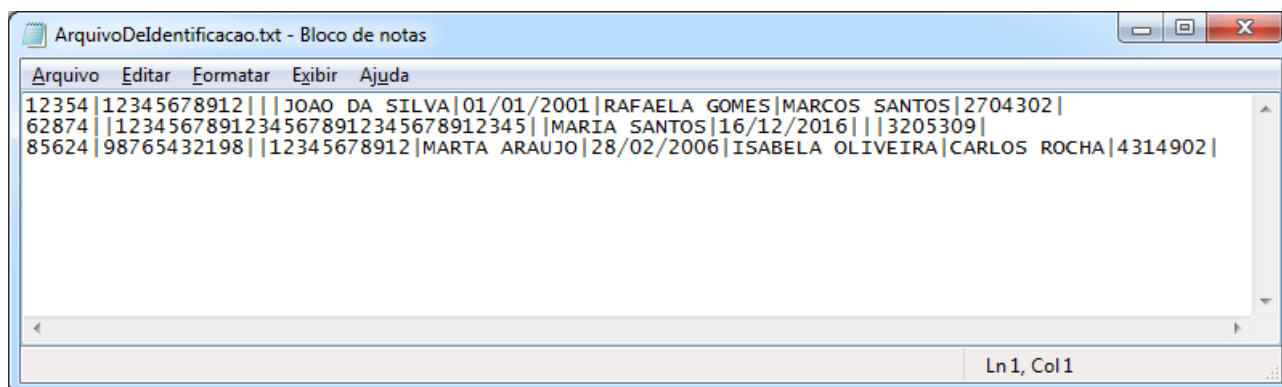 ArquivoDeIdentificacao.txt - Bloco de notas
Arquivo Editar Formatar Exibir Ajuda
12354|12345678912|||JOAO DA SILVA|01/01/2001|RAFAELA GOMES|MARCOS SANTOS|2704302|
62874||12345678912345678912345678912345||MARIA SANTOS|16/12/2016|||3205309|
85624|98765432198||12345678912|MARTA ARAUJO|28/02/2006|ISABELA OLIVEIRA|CARLOS ROCHA|4314902|
Ln 1, Col 1